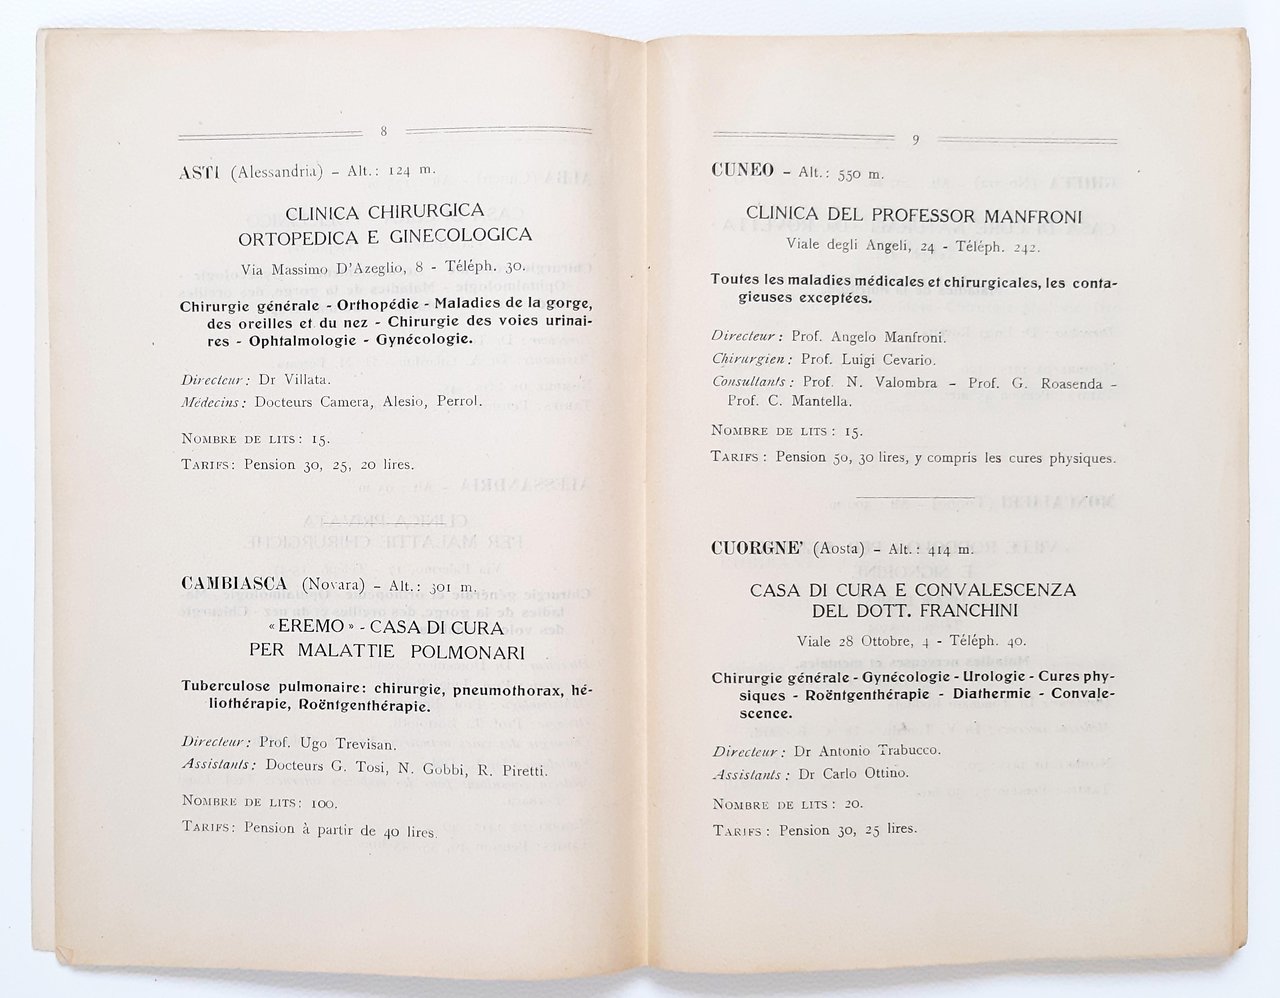 8
ASTI (Alessandria) – Alt.: 124 m.
CLINICA CHIRURGICA
ORTOPEDICA E GINECOLOGICA
Via Massimo D'Azeglio, 8 - Téléph. 30.
Chirurgie générale - Orthopédie - Maladies de la gorge,
des oreilles et du nez - Chirurgie des voies urinai-
res - Ophtalmologie - Gynécologie.
Directeur: Dr Villata.
Médecins: Docteurs Camera, Alesio, Perrol.
NOMBRE DE LITS: 15.
TARIFS: Pension 30, 25, 20 lires.
CAMBIASCA (Novara) – Alt.: 301 m.
«EREMO» - CASA DI CURA
PER MALATTIE POLMONARI
Tuberculose pulmonaire: chirurgie, pneumothorax, hé-
liothérapie, Roëntgenthérapie.
Directeur: Prof. Ugo Trevisan.
Assistants: Docteurs G. Tosi, N. Gobbi, R. Piretti.
NOMBRE DE LITS: 100.
TARIFS: Pension à partir de 40 lires.
9
CUNEO – Alt.: 550 m.
CLINICA DEL PROFESSOR MANFRONI
Viale degli Angeli, 24 - Téléph. 242.
Toutes les maladies médicales et chirurgicales, les conta-
gieuses exceptées.
Directeur: Prof. Angelo Manfroni.
Chirurgien: Prof. Luigi Cevario.
Consultants: Prof. N. Valombra – Prof. G. Roasenda –
Prof. C. Mantella.
NOMBRE DE LITS: 15.
TARIFS: Pension 50, 30 lires, y compris les cures physiques.
CUORGNE' (Aosta) – Alt.: 414 m.
CASA DI CURA E CONVALESCENZA
DEL DOTT. FRANCHINI
Viale 28 Ottobre, 4 - Téléph. 40.
Chirurgie générale - Gynécologie - Urologie - Cures phy-
siques - Roëntgenthérapie - Diathermie - Convale-
scence.
Directeur: Dr Antonio Trabucco.
Assistants: Dr Carlo Ottino.
NOMBRE DE LITS: 20.
TARIFS: Pension 30, 25 lires.